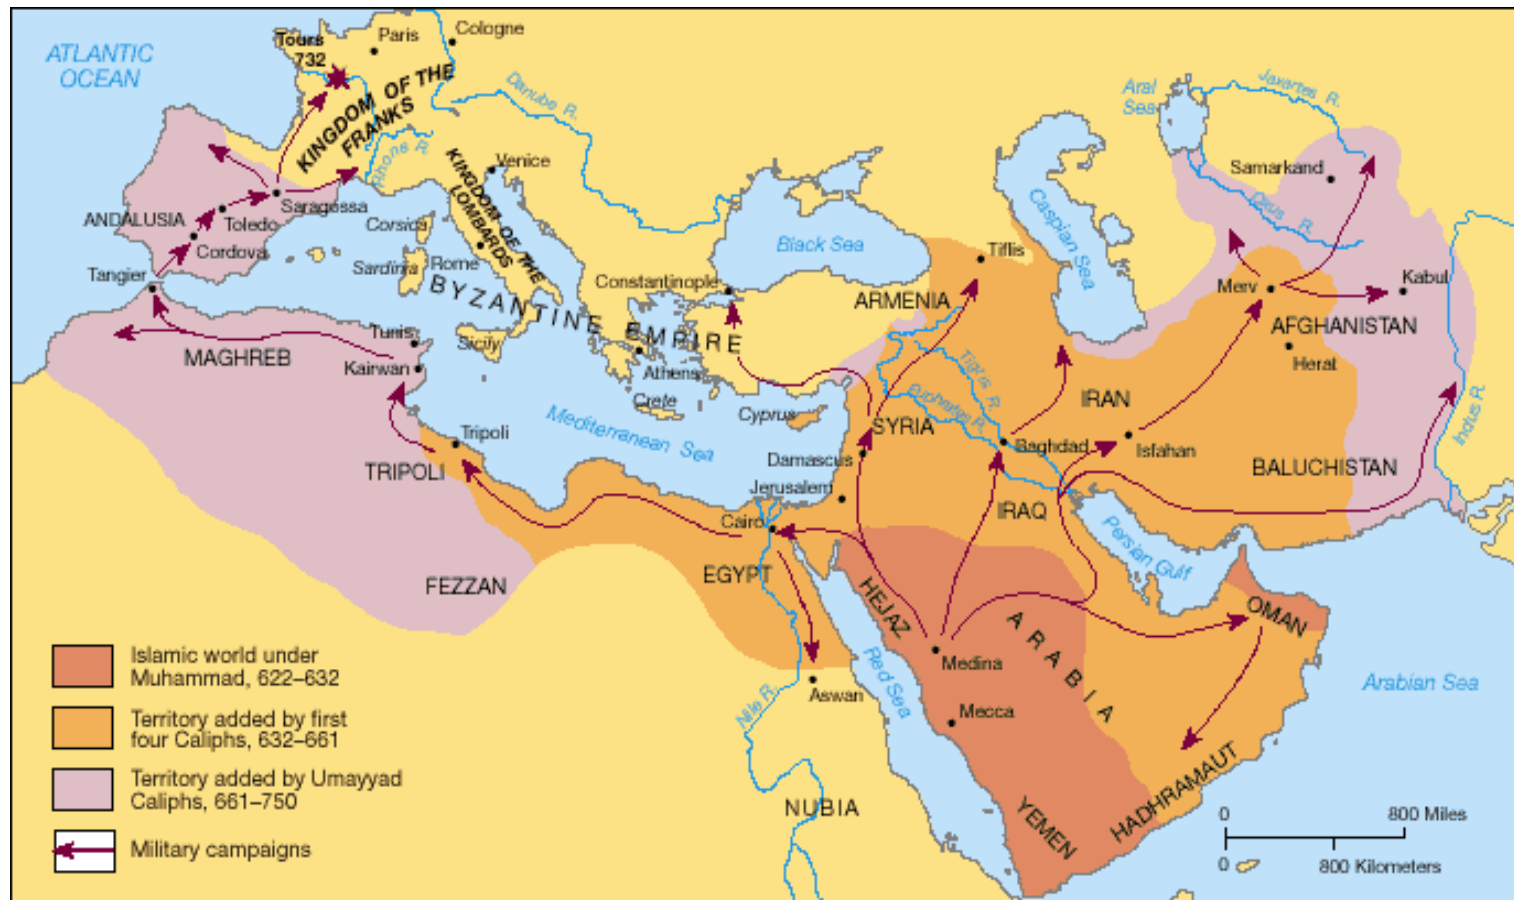 ATLANTIC
OCEAN
Tours
732
Paris
Cologne
KINGDOM OF THE
FRANKS
Danube R.
Rhone R.
Venice
KINGDOM OF THE
LOMBARDS
Aral
Sea
Jaxartes R.
Samarkand
Oxus R.
Caspian Sea
Black Sea
Tiflis
ANDALUSIA
Saragossa
Toledo
Cordova
Tangier
Corsica
Sardinia
Rome
Constantinople
BYZANTINE EMPIRE
ARMENIA
Merv
Kabul
AFGHANISTAN
Herat
MAGHREB
Tunis
Kairwan
Sicily
Athens
Crete
Cyprus
Mediterranean Sea
Tigris R.
Euphrates R.
SYRIA
IRAN
Indus R.
Tripoli
TRIPOLI
Damascus
Jerusalem
Baghdad
Isfahan
BALUCHISTAN
IRAQ
Cairo
EGYPT
FEZZAN
Persian Gulf
HEJAZ
ARABIA
OMAN
Medina
Mecca
Red Sea
Aswan
Nile R.
Arabian Sea
NUBIA
YEMEN
HADHRAMAUT
Islamic world under
Muhammad, 622–632
Territory added by first
four Caliphs, 632–661
Territory added by Umayyad
Caliphs, 661–750
Military campaigns
0 800 Miles
0 800 Kilometers